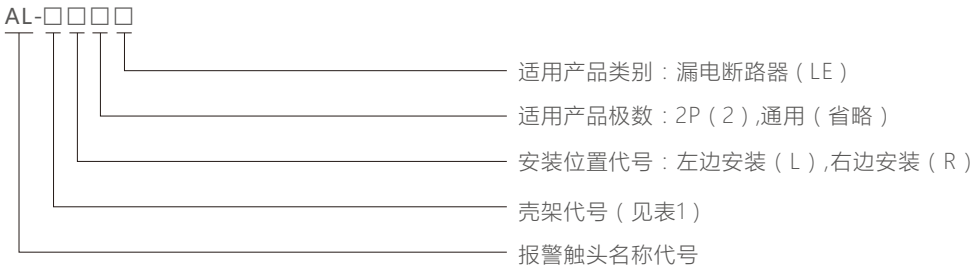 AL-□□□□
适用产品类别：漏电断路器（LE）
适用产品极数：2P（2）,通用（省略）
安装位置代号：左边安装（L）,右边安装（R）
壳架代号（见表1）
报警触头名称代号